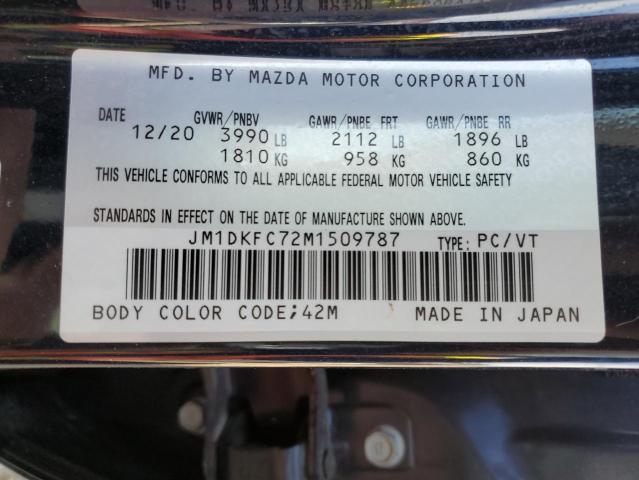 MFD. BY MAZDA MOTOR CORPORATION
DATE GVWR/PNBV GAWR/PNBE FRT GAWR/PNBE RR
12/20 3990 LB 2112 LB 1896 LB
1810 KG 958 KG 860 KG
THIS VEHICLE CONFORMS TO ALL APPLICABLE FEDERAL MOTOR VEHICLE SAFETY
STANDARDS IN EFFECT ON THE DATE OF MANUFACTURE SHOWN ABOVE.
JM1DKFC72M1509787 TYPE: PC/VT
BODY COLOR CODE;42M MADE IN JAPAN